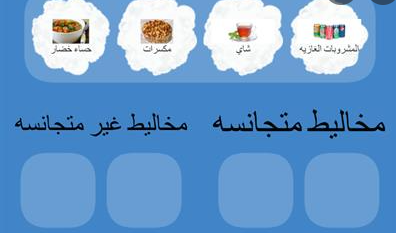 المشروبات الغازيه
شاي
مكسرات
حساء خضار
مخاليط متجانسه
مخاليط غير متجانسه